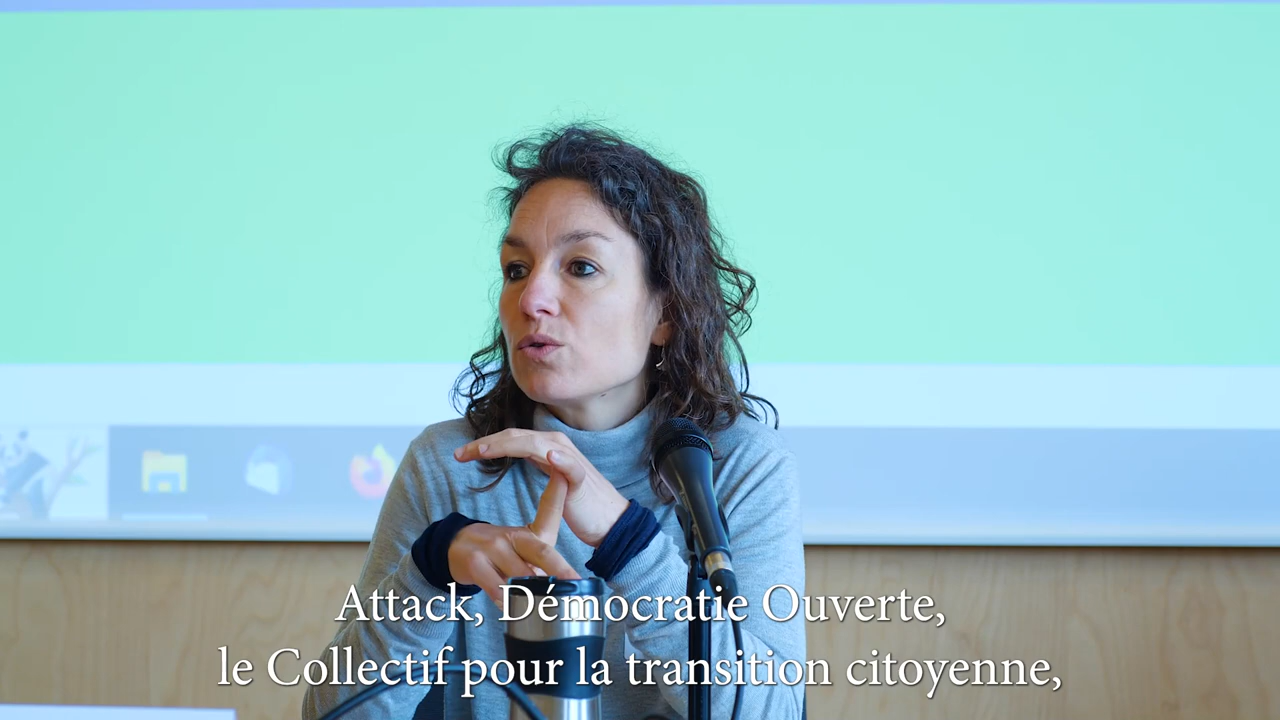 Attack, Démocratie Ouverte,
le Collectif pour la transition citoyenne,